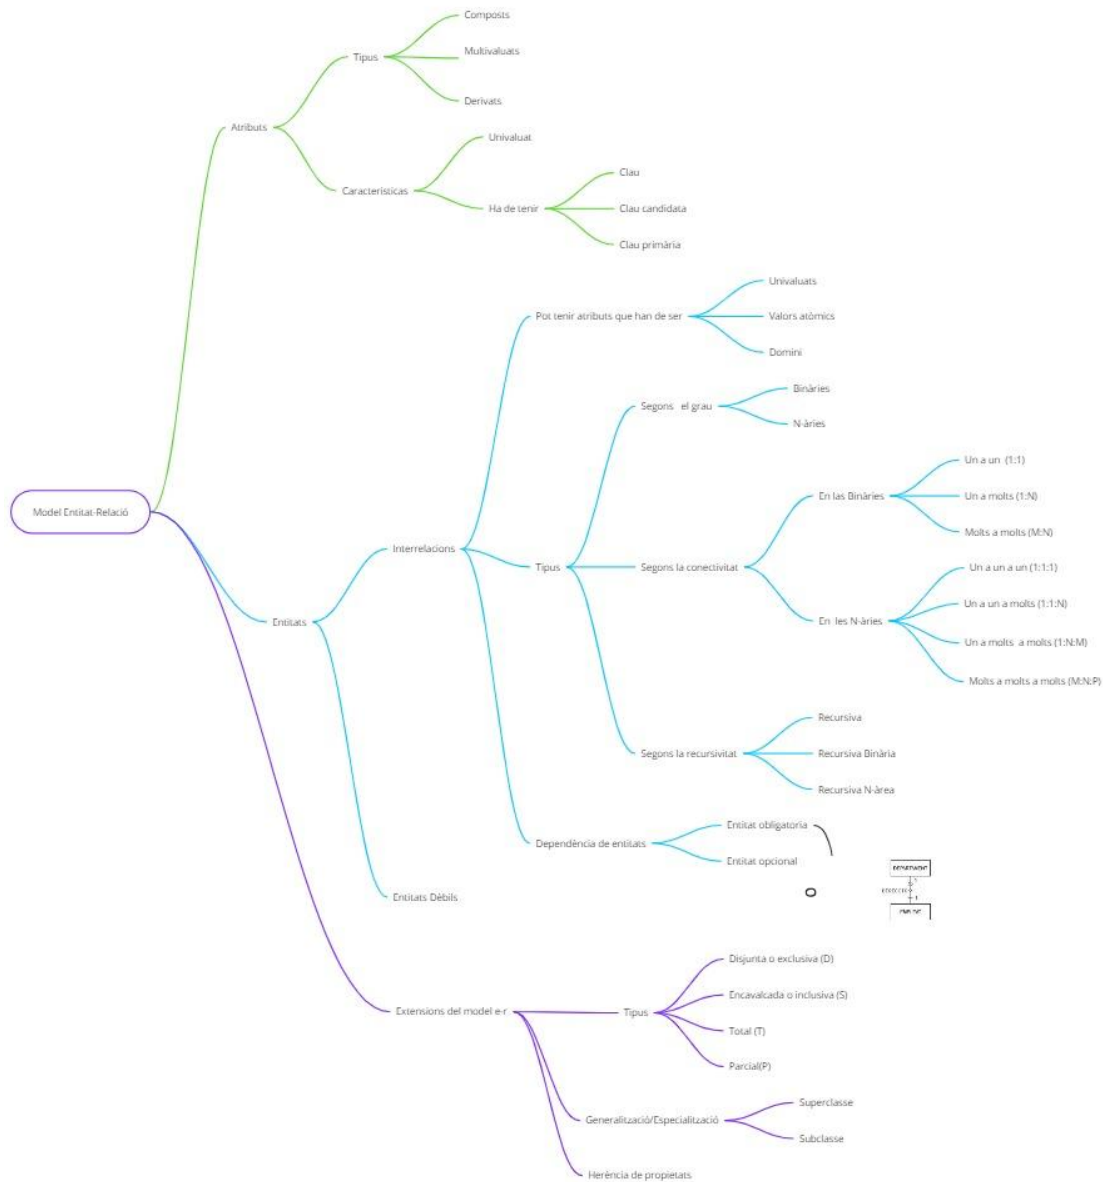 Model Entitat-Relació
Atributs
Tipus
Composts
Multivaluats
Derivats
Características
Univaluat
Ha de tenir
Clau
Clau candidata
Clau primària
Entitats
Interrelacions
Pot tenir atributs que han de ser
Univaluats
Valors atòmics
Domini
Tipus
Segons el grau
Binàries
N-àries
Segons la conectivitat
En las Binàries
Un a un (1:1)
Un a molts (1:N)
Molts a molts (M:N)
En les N-àries
Un a un a un (1:1:1)
Un a un a molts (1:1:N)
Un a molts a molts (1:N:M)
Molts a molts a molts (M:N:P)
Segons la recursivitat
Recursiva
Recursiva Binària
Recursiva N-àrea
Dependència de entitats
Entitat obligatoria
Entitat opcional
O
DEPARTAMENT
Entitats Dèbils
Extensions del model e-r
Tipus
Disjunta o exclusiva (D)
Encavalcada o inclusiva (S)
Total (T)
Parcial(P)
Generalització/Especialització
Superclasse
Subclasse
Herència de propietats